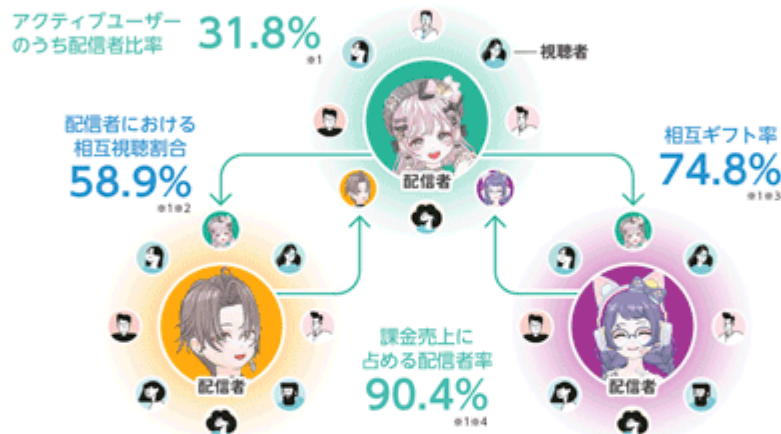 アクティブユーザー
のうち配信者比率
31.8%
※1
視聴者
配信者における
相互視聴割合
58.9%
※1※2
配信者
相互ギフト率
74.8%
※1※3
課金売上に
占める配信者率
90.4%
※1※4
配信者
配信者